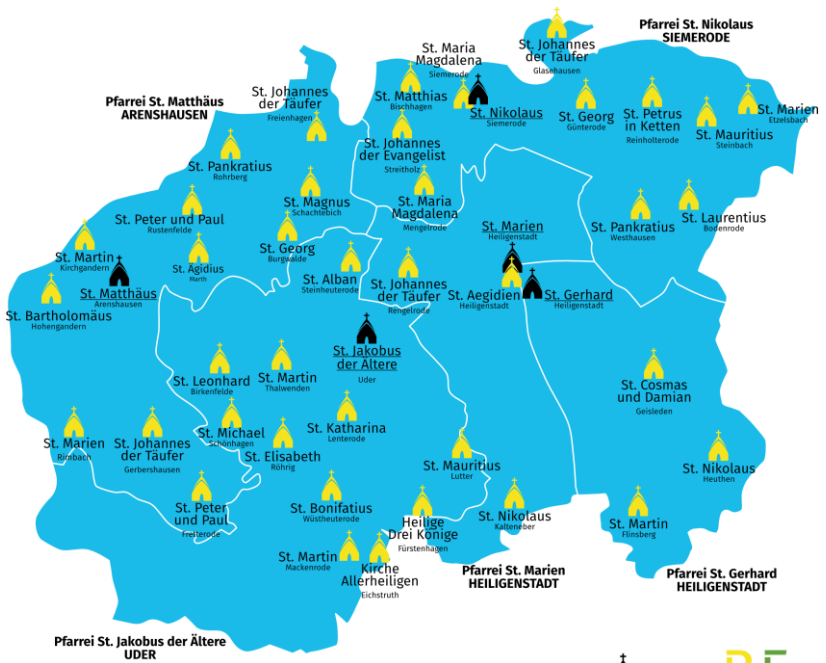 Pfarrei St. Nikolaus
SIEMERODE
St. Johannes
der Täufer
Glasehausen
St. Maria
Magdalena
Siemerode
St. Nikolaus
Siemerode
St. Matthias
Bischhagen
St. Georg
Günterode
St. Petrus
in Ketten
Reinholterode
St. Mauritius
Steinbach
St. Marien
Etzelsbach
St. Johannes
der Evangelist
Streitholz
St. Maria
Magdalena
Mengelrode
St. Pankratius
Westhausen
St. Laurentius
Bodenrode
Pfarrei St. Matthäus
ARENSHAUSEN
St. Johannes
der Täufer
Freienhagen
St. Pankratius
Rohrberg
St. Magnus
Schachtebich
St. Peter und Paul
Rustenfelde
St. Georg
Burgwalde
St. Martin
Kirchgandern
St. Ägidius
Marth
St. Matthäus
Arenshausen
St. Bartholomäus
Hohengandern
St. Alban
Steinheuterode
St. Johannes
der Täufer
Rengelrode
St. Marien
Heiligenstadt
St. Aegidien
Heiligenstadt
St. Gerhard
Heiligenstadt
St. Jakobus
der Ältere
Uder
St. Leonhard
Birkenfelde
St. Martin
Thalwenden
St. Cosmas
und Damian
Geisleden
St. Marien
Rimbach
St. Johannes
der Täufer
Gerbershausen
St. Michael
Schönhagen
St. Elisabeth
Röhrig
St. Katharina
Lenterode
St. Mauritius
Lutter
St. Nikolaus
Heuthen
St. Peter
und Paul
Fretterode
St. Bonifatius
Wüstheuterode
Heilige
Drei Könige
Fürstenhagen
St. Nikolaus
Kalteneber
St. Martin
Flinsberg
St. Martin
Mackenrode
Kirche
Allerheiligen
Eichstruth
Pfarrei St. Marien
HEILIGENSTADT
Pfarrei St. Gerhard
HEILIGENSTADT
Pfarrei St. Jakobus der Ältere
UDER